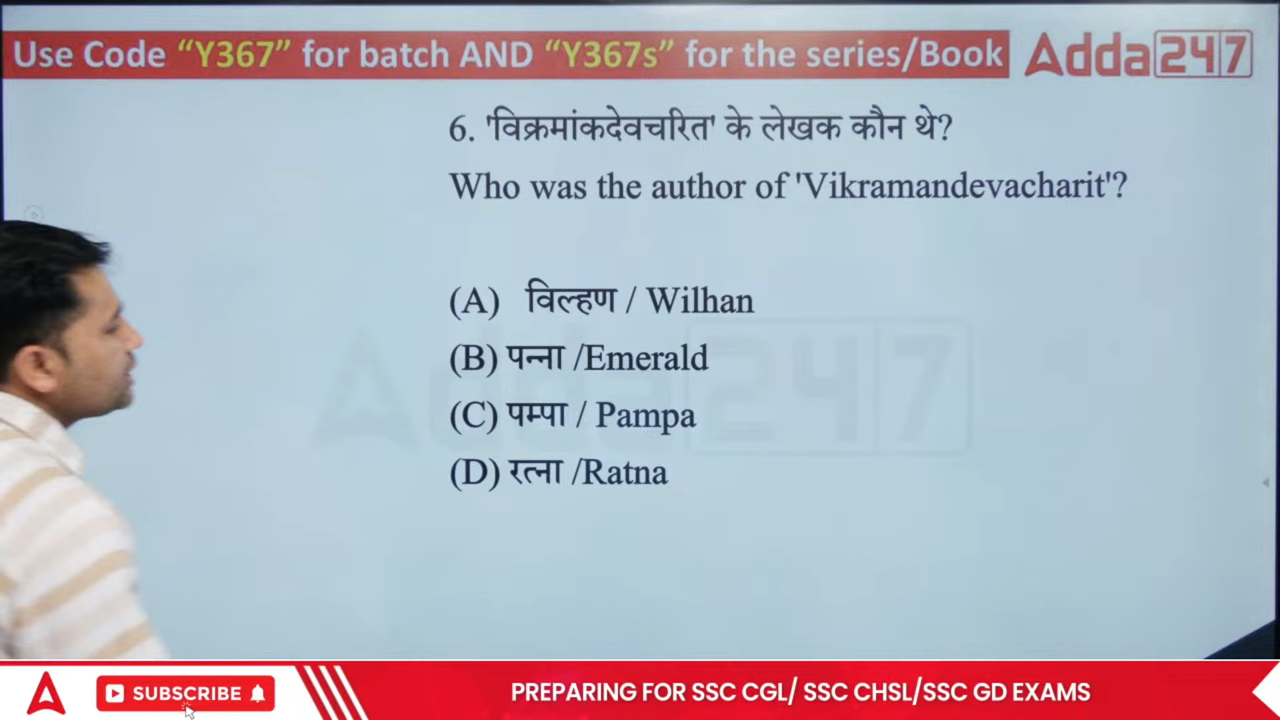 Use Code “Y367” for batch AND “Y367s” for the series/Book
Adda247
6. 'विक्रमांकदेवचरित' के लेखक कौन थे?
Who was the author of 'Vikramandevacharit'?
(A) विल्हण / Wilhan
(B) पन्ना /Emerald
(C) पम्पा / Pampa
(D) रत्ना /Ratna
Adda247
SUBSCRIBE
PREPARING FOR SSC CGL/ SSC CHSL/SSC GD EXAMS